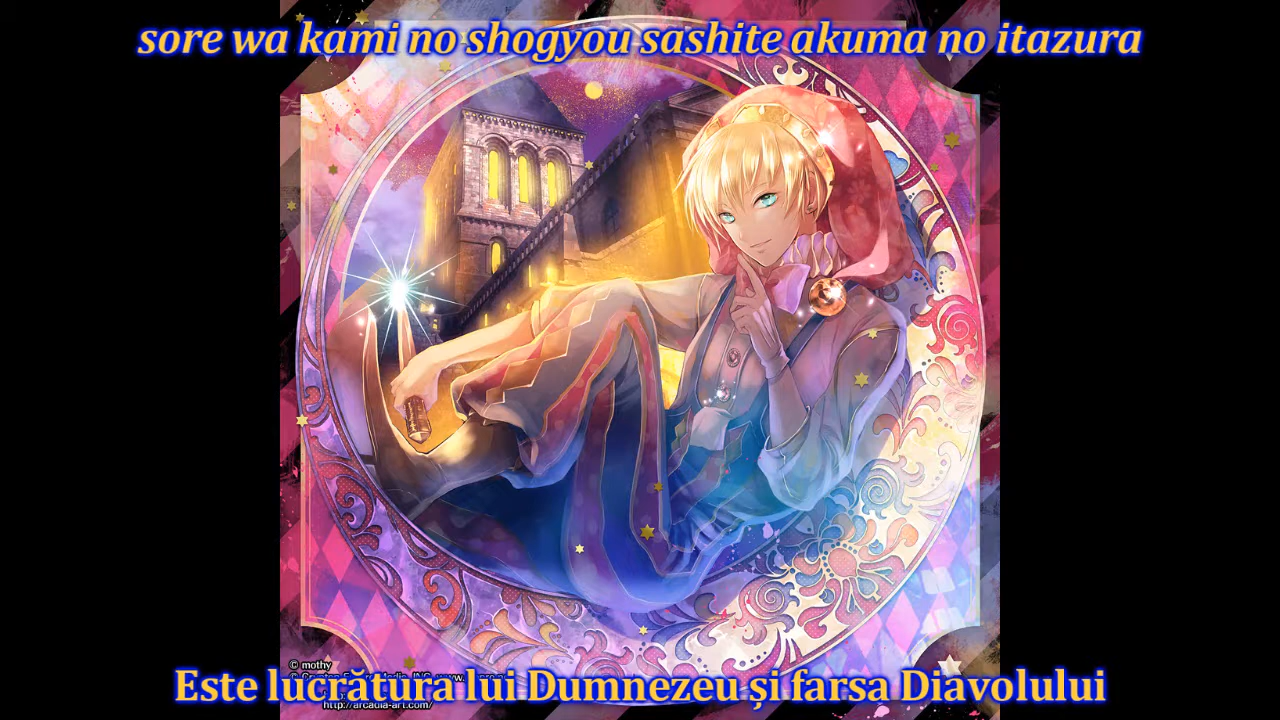 sore wa kami no shogyou sashite akuma no itazura
© mothy
Este lucrătura lui Dumnezeu și farsa Diavolului
http://arcadia-art.com/